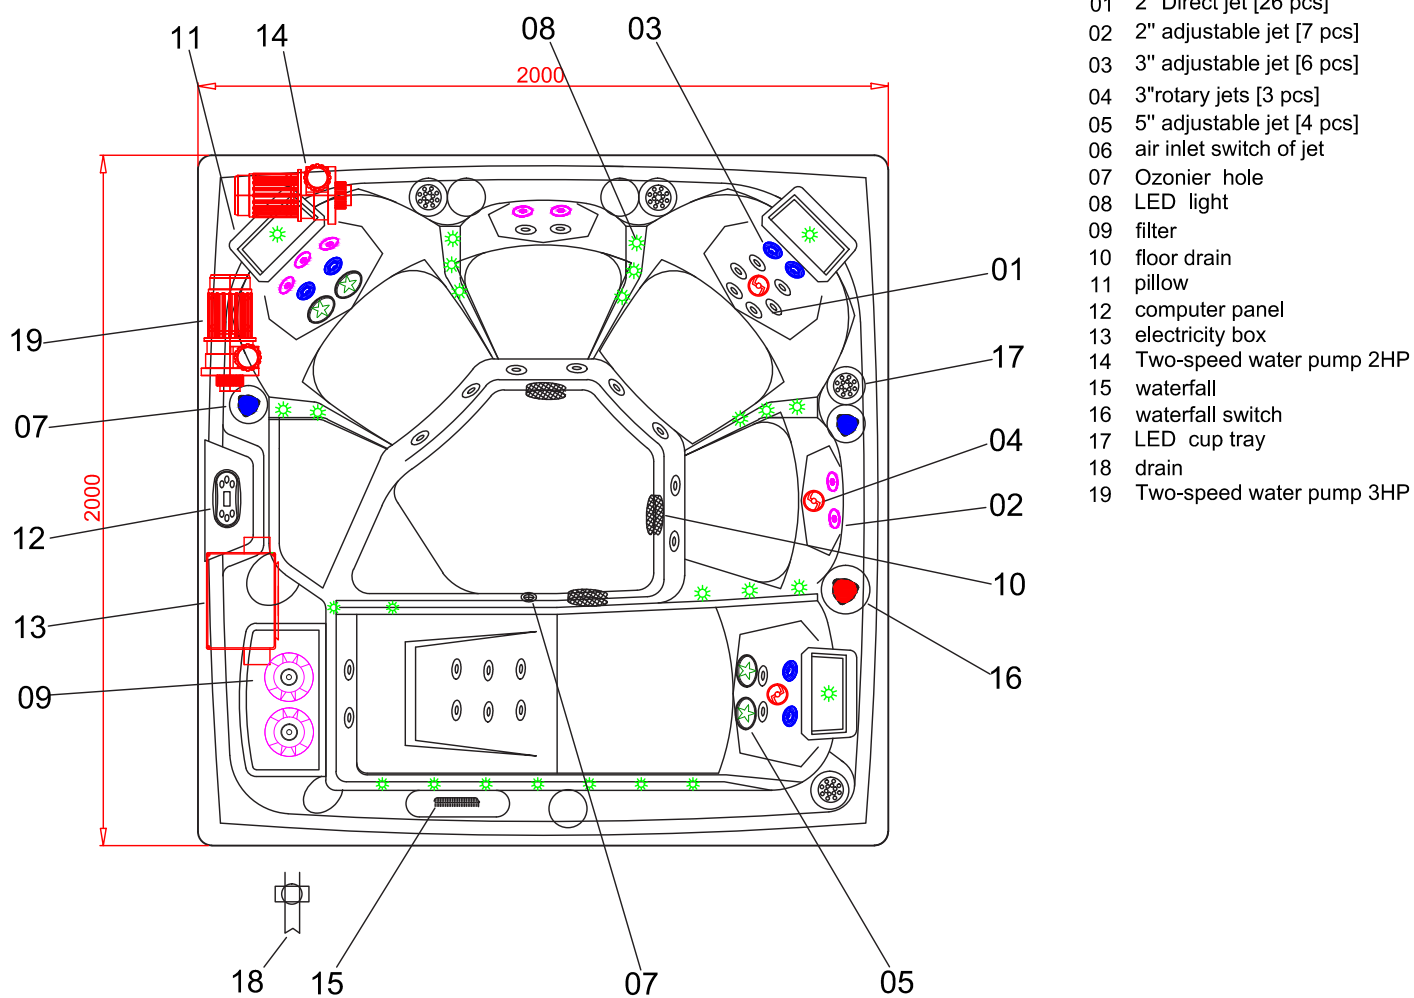 11
14
08
03
01 2" Direct jet [26 pcs]
02 2" adjustable jet [7 pcs]
03 3" adjustable jet [6 pcs]
04 3"rotary jets [3 pcs]
05 5" adjustable jet [4 pcs]
06 air inlet switch of jet
07 Ozonier hole
08 LED light
09 filter
10 floor drain
11 pillow
12 computer panel
13 electricity box
14 Two-speed water pump 2HP
15 waterfall
16 waterfall switch
17 LED cup tray
18 drain
19 Two-speed water pump 3HP
2000
2000
01
19
17
07
04
02
12
10
13
16
09
18
15
07
05